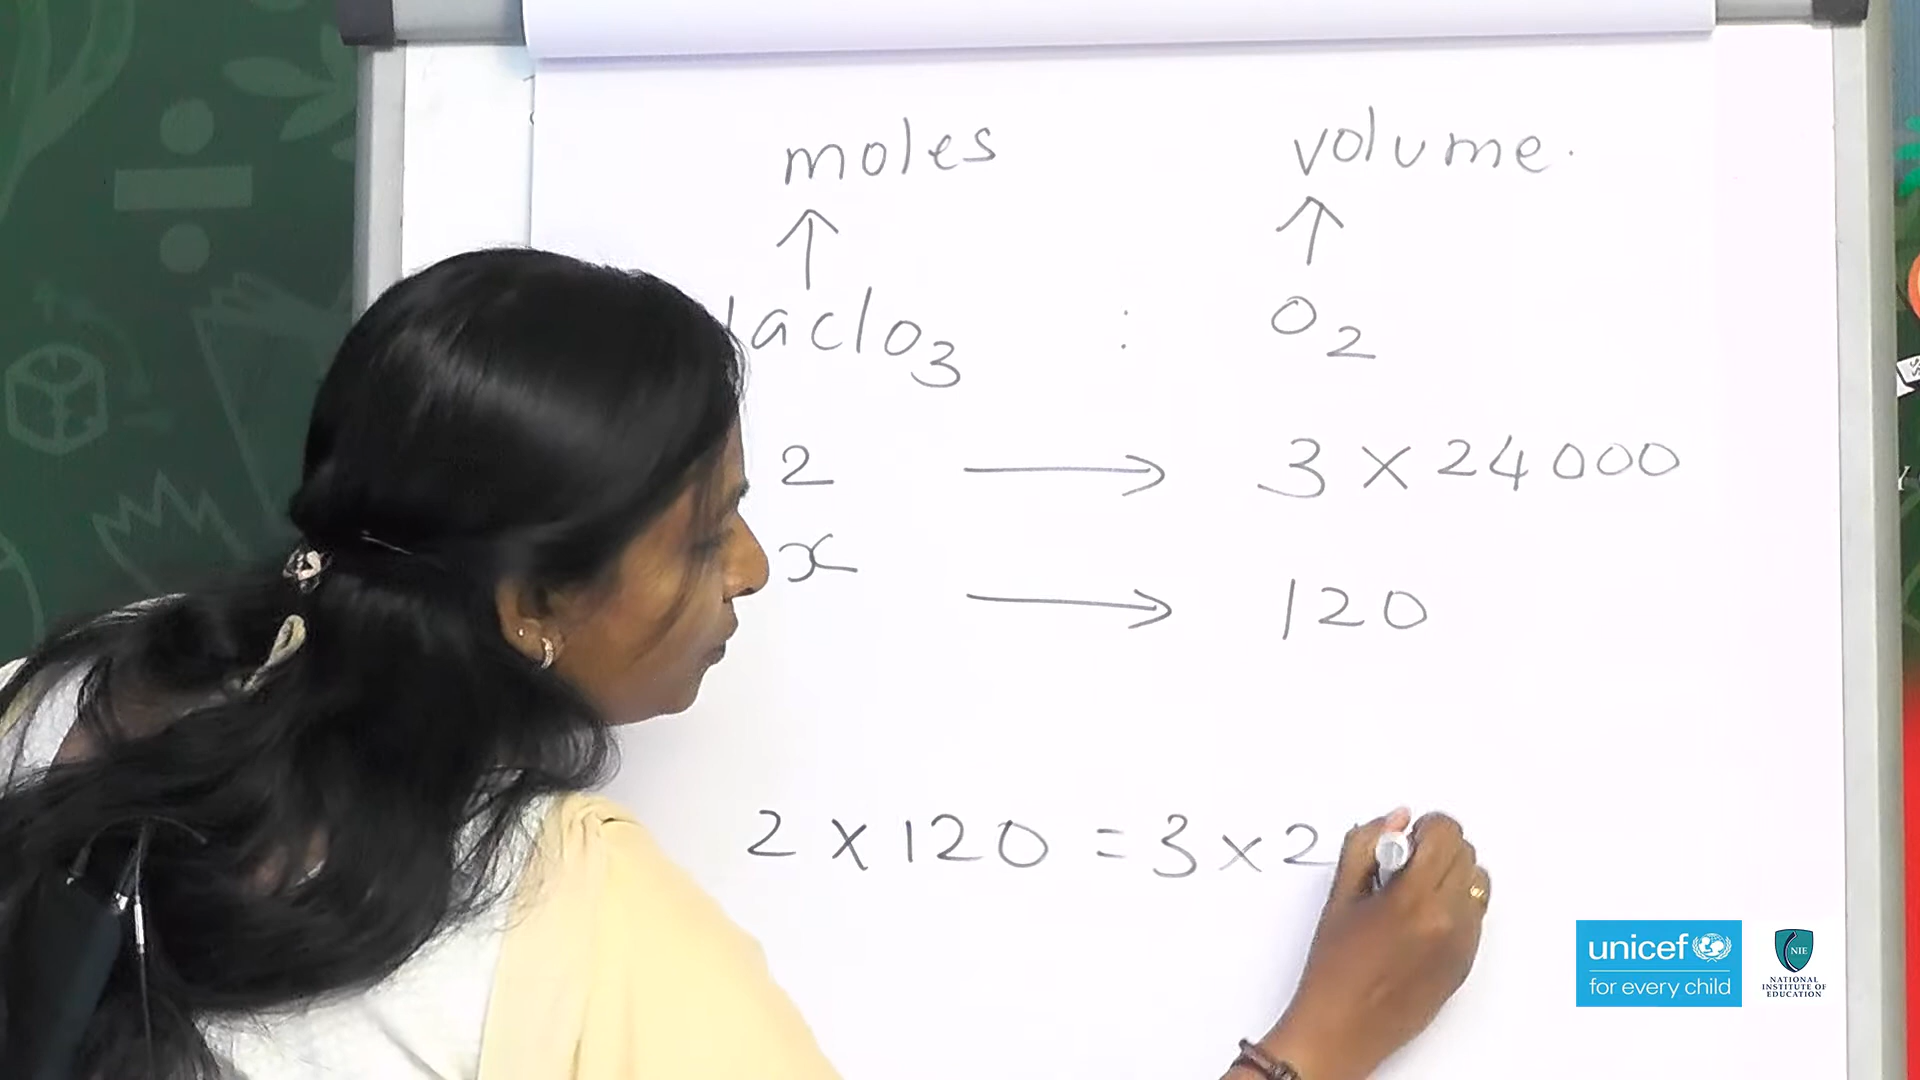 moles volume.
↑ ↑
aclo3 : O2
2 → 3 × 24000
x → 120
2 × 120 = 3 × 2
unicef
for every child
NIE
NATIONAL
INSTITUTE OF
EDUCATION